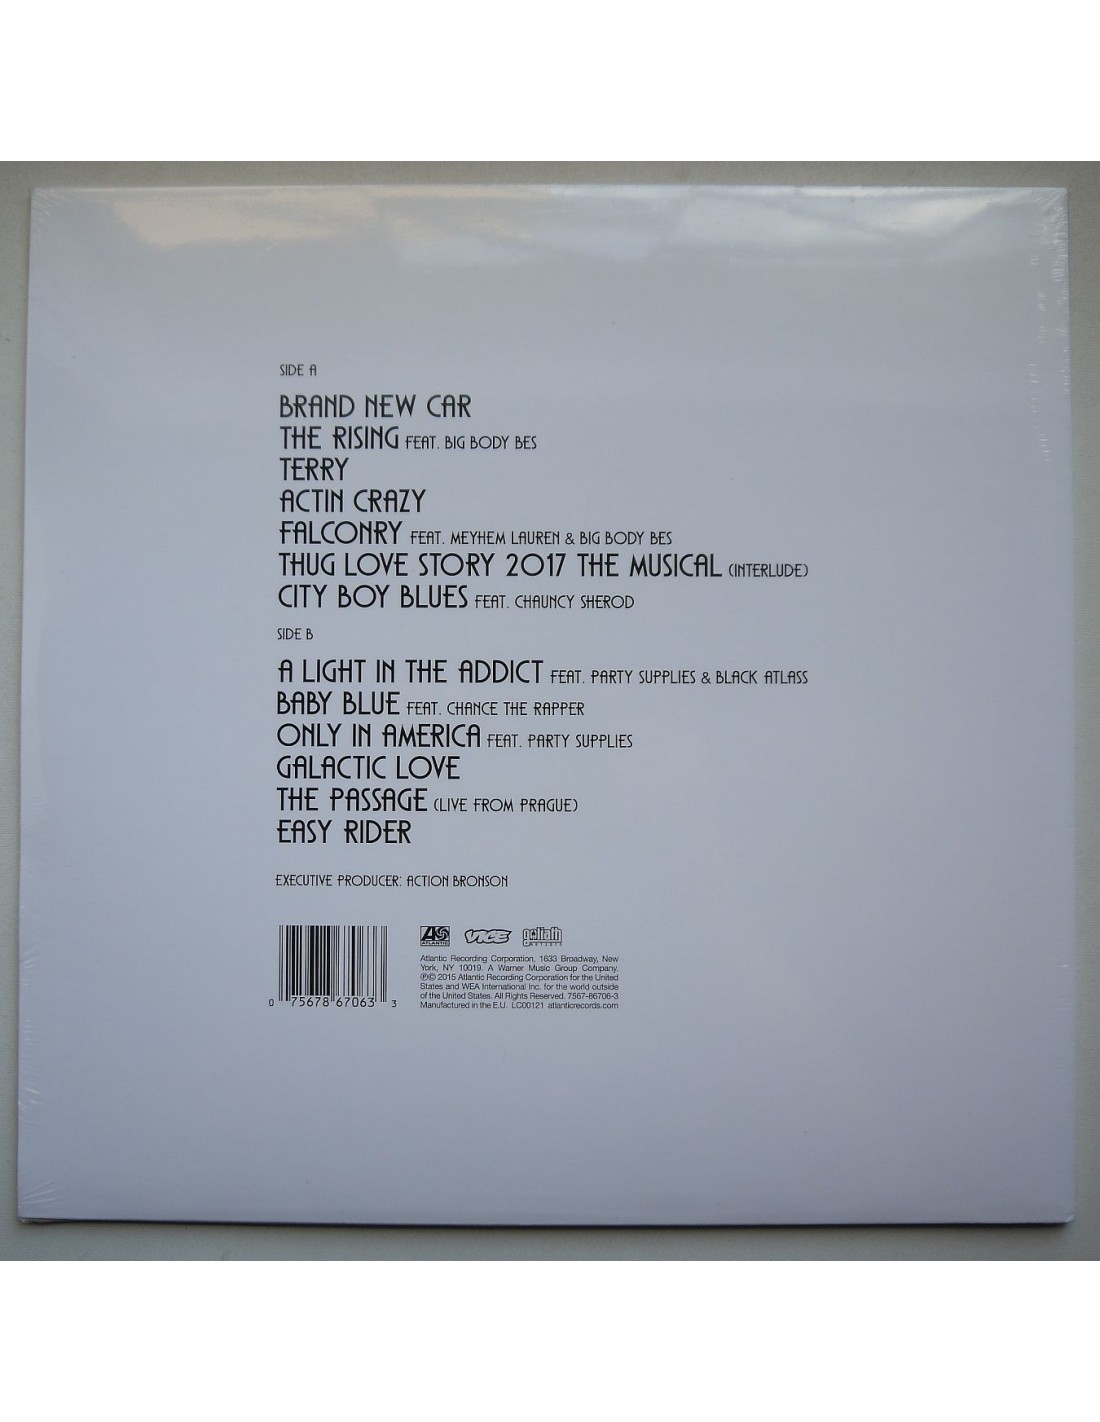 SIDE A
BRAND NEW CAR
THE RISING FEAT. BIG BODY BES
TERRY
ACTIN CRAZY
FALCONRY FEAT. MEYHEM LAUREN & BIG BODY BES
THUG LOVE STORY 2017 THE MUSICAL (INTERLUDE)
CITY BOY BLUES FEAT. CHAUNCY SHEROD
SIDE B
A LIGHT IN THE ADDICT FEAT. PARTY SUPPLIES & BLACK ATLASS
BABY BLUE FEAT. CHANCE THE RAPPER
ONLY IN AMERICA FEAT. PARTY SUPPLIES
GALACTIC LOVE
THE PASSAGE (LIVE FROM PRAGUE)
EASY RIDER
EXECUTIVE PRODUCER: ACTION BRONSON
ATLANTIC VICE goliath ARTISTS
Atlantic Recording Corporation, 1633 Broadway, New
York, NY 10019. A Warner Music Group Company.
℗© 2015 Atlantic Recording Corporation for the United
States and WEA International Inc. for the world outside
of the United States. All Rights Reserved. 7567-86706-3
Manufactured in the E.U. LC00121 atlanticrecords.com
0 75678 67063 3